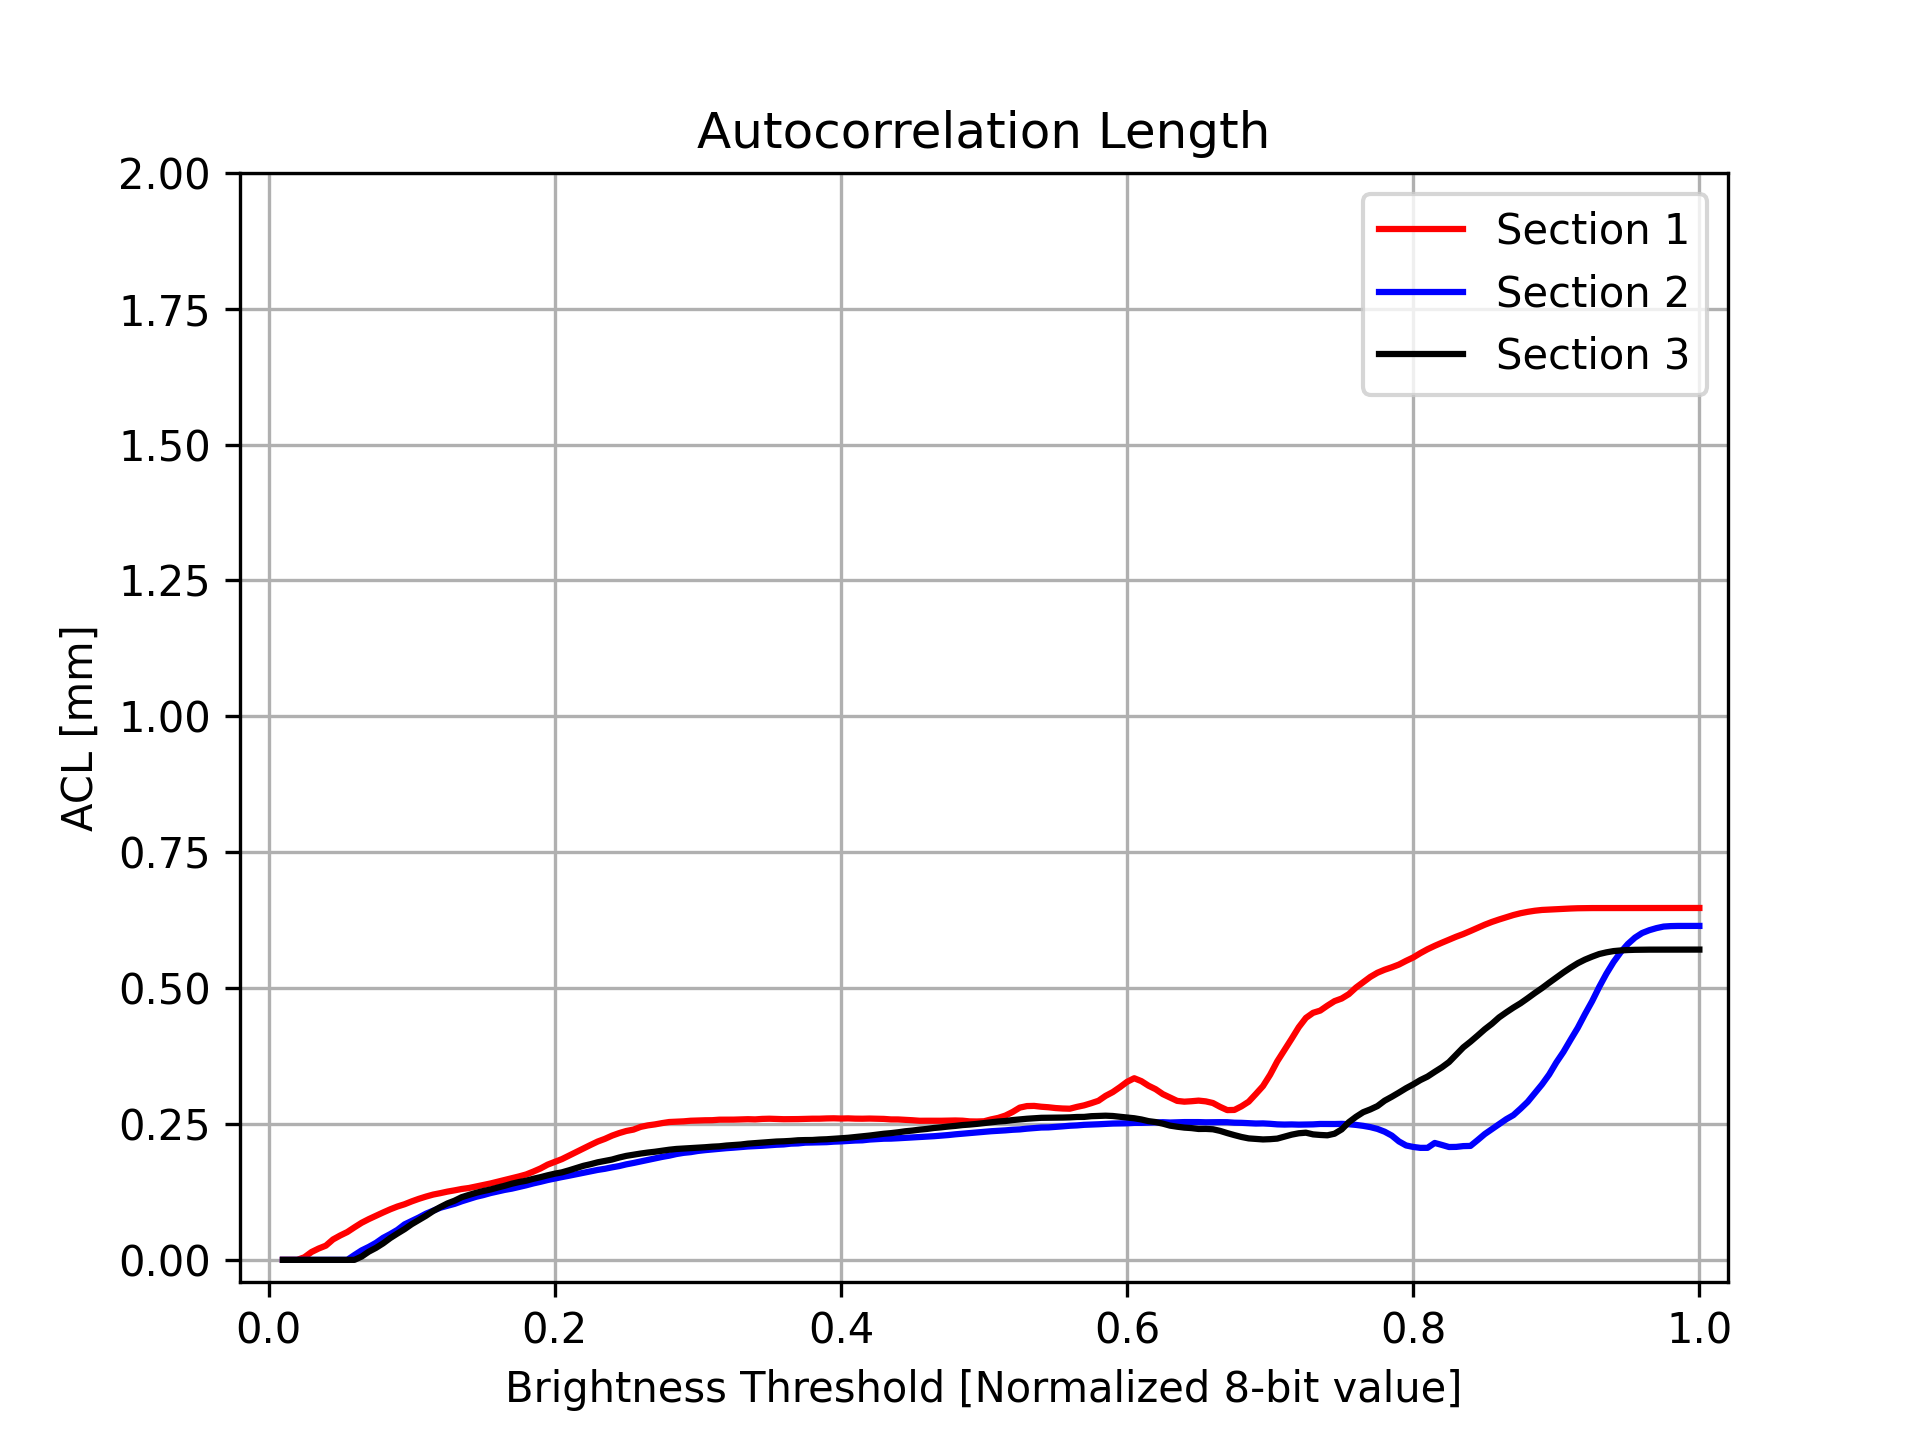 Autocorrelation Length
2.00
1.75
1.50
1.25
1.00
0.75
0.50
0.25
0.00
ACL [mm]
Section 1
Section 2
Section 3
0.0 0.2 0.4 0.6 0.8 1.0
Brightness Threshold [Normalized 8-bit value]